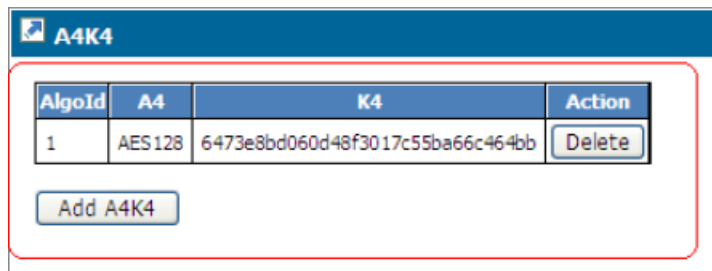 A4K4
AlgoId A4 K4 Action
1 AES128 6473e8bd060d48f3017c55ba66c464bb Delete
Add A4K4